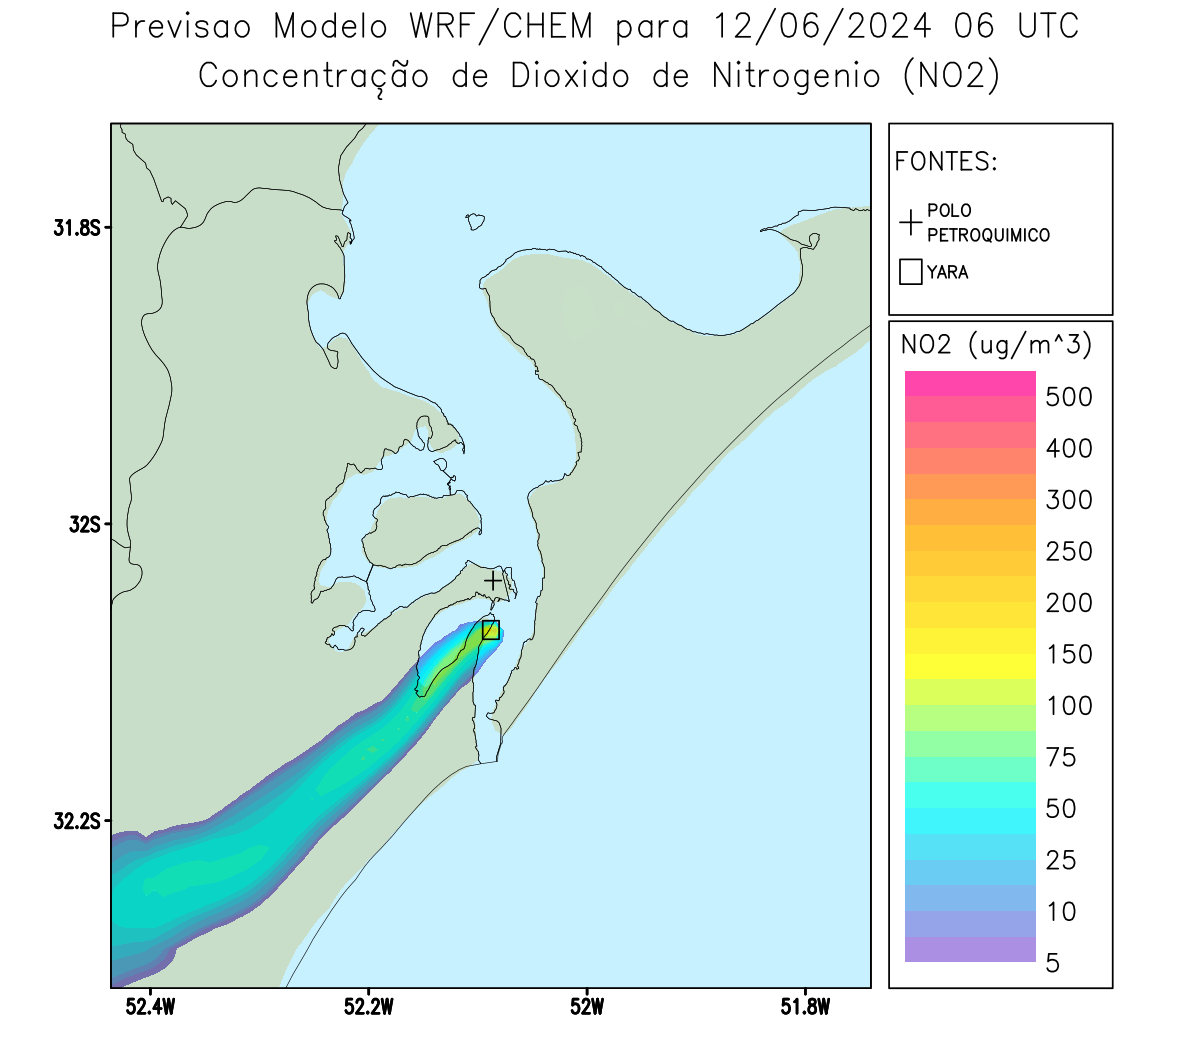 Previsao Modelo WRF/CHEM para 12/06/2024 06 UTC
Concentração de Dioxido de Nitrogenio (NO2)
FONTES:
POLO
PETROQUIMICO
YARA
NO2 (ug/m^3)
500
400
300
250
200
150
100
75
50
25
10
5
31.8S
32S
32.2S
52.4W
52.2W
52W
51.8W